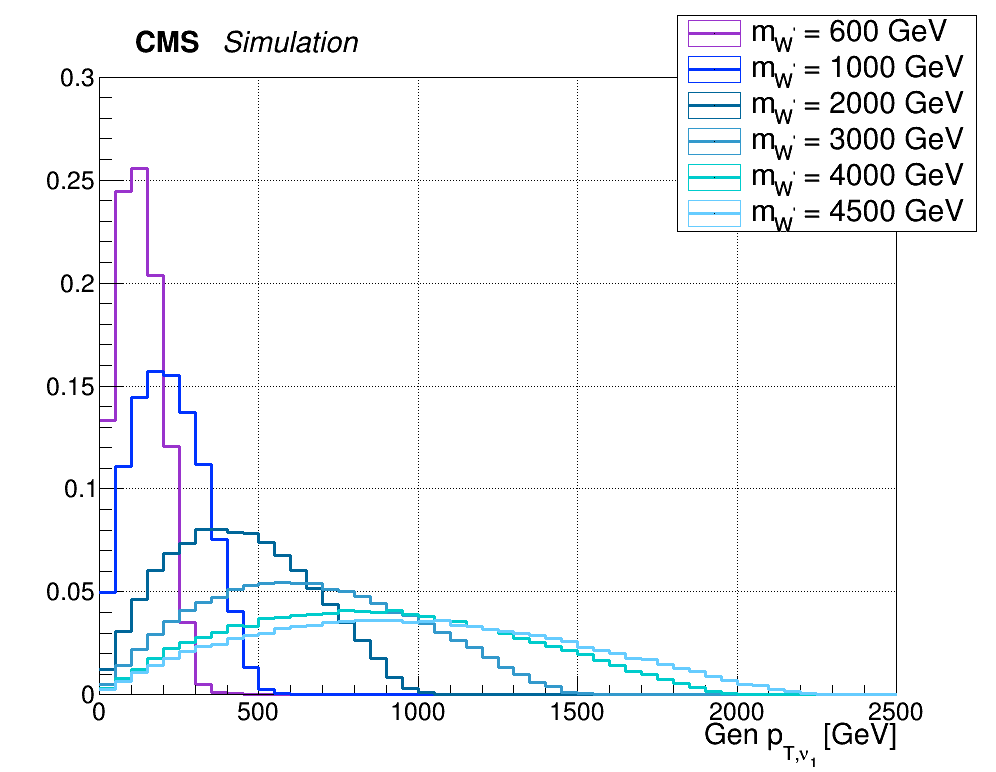 CMS Simulation
m_W' = 600 GeV
m_W' = 1000 GeV
m_W' = 2000 GeV
m_W' = 3000 GeV
m_W' = 4000 GeV
m_W' = 4500 GeV
0.3
0.25
0.2
0.15
0.1
0.05
0
0 500 1000 1500 2000 2500
Gen p_T,ν_1 [GeV]